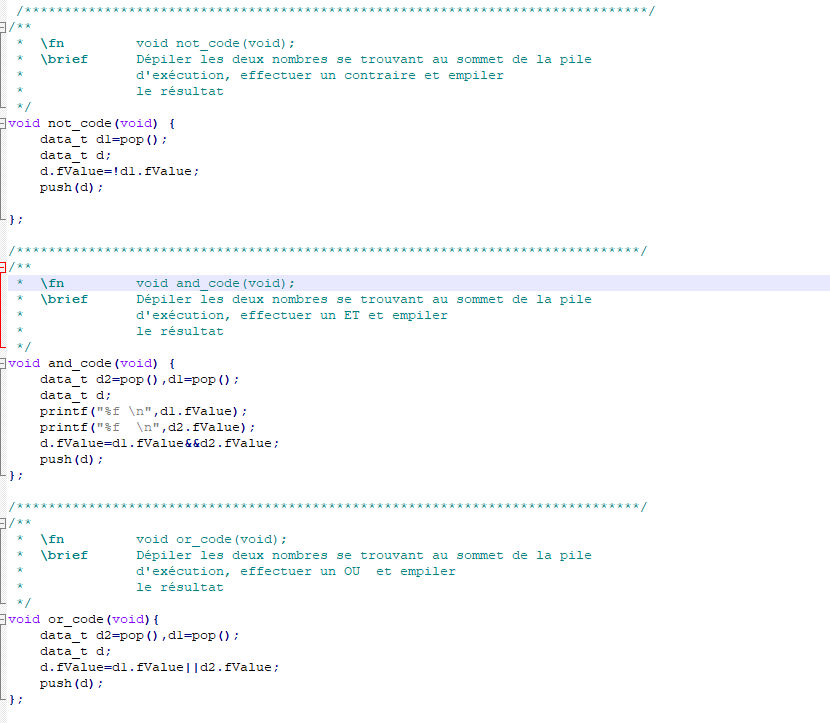 /******************************************************************************/
/**
 *  \fn         void not_code(void);
 *  \brief      Dépiler les deux nombres se trouvant au sommet de la pile
 *              d'exécution, effectuer un contraire et empiler
 *              le résultat
 */
void not_code(void) {
    data_t d1=pop();
    data_t d;
    d.fValue=!d1.fValue;
    push(d);
};
/******************************************************************************/
/**
 *  \fn         void and_code(void);
 *  \brief      Dépiler les deux nombres se trouvant au sommet de la pile
 *              d'exécution, effectuer un ET et empiler
 *              le résultat
 */
void and_code(void) {
    data_t d2=pop(),d1=pop();
    data_t d;
    printf("%f \n",d1.fValue);
    printf("%f  \n",d2.fValue);
    d.fValue=d1.fValue&&d2.fValue;
    push(d);
};
/******************************************************************************/
/**
 *  \fn         void or_code(void);
 *  \brief      Dépiler les deux nombres se trouvant au sommet de la pile
 *              d'exécution, effectuer un OU  et empiler
 *              le résultat
 */
void or_code(void){
    data_t d2=pop(),d1=pop();
    data_t d;
    d.fValue=d1.fValue||d2.fValue;
    push(d);
};